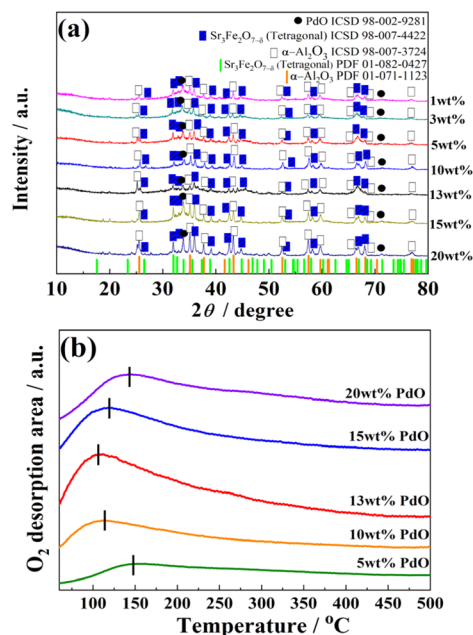 (a)
● PdO ICSD 98-002-9281
■ Sr₃Fe₂O₇₋δ (Tetragonal) ICSD 98-007-4422
□ α–Al₂O₃ ICSD 98-007-3724
Sr₃Fe₂O₇₋δ (Tetragonal) PDF 01-082-0427
α–Al₂O₃ PDF 01-071-1123
Intensity / a.u.
1wt%
3wt%
5wt%
10wt%
13wt%
15wt%
20wt%
10 20 30 40 50 60 70 80
2θ / degree
(b)
O₂ desorption area / a.u.
20wt% PdO
15wt% PdO
13wt% PdO
10wt% PdO
5wt% PdO
100 150 200 250 300 350 400 450 500
Temperature / °C